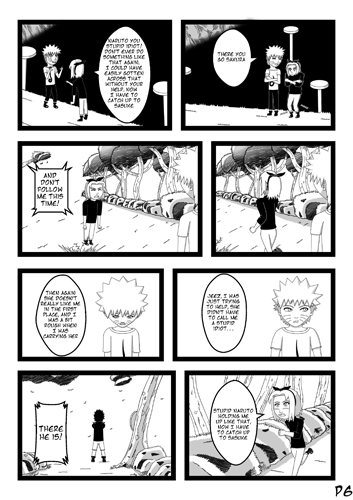 THERE YOU
GO SAKURA
NARUTO YOU
STUPID IDIOT!
DON'T EVER DO
SOMETHING LIKE
THAT AGAIN.
I COULD HAVE
EASILY GOTTEN
ACROSS THAT
WITHOUT YOUR
HELP. NOW
I HAVE TO
CATCH UP TO
SASUKE.
AND
DON'T
FOLLOW
ME THIS
TIME!
JEEZ, I WAS
JUST TRYING
TO HELP, SHE
DIDN'T HAVE
TO CALL ME
A STUPID
IDIOT...
THEN AGAIN
SHE DOESN'T
REALLY LIKE ME
IN THE FIRST
PLACE, AND I
WAS A BIT
ROUGH WHEN
I WAS
CARRYING HER
STUPID NARUTO
HOLDING ME
UP LIKE THAT,
NOW I HAVE TO
CATCH UP TO
SASUKE.
THERE
HE IS!
P6